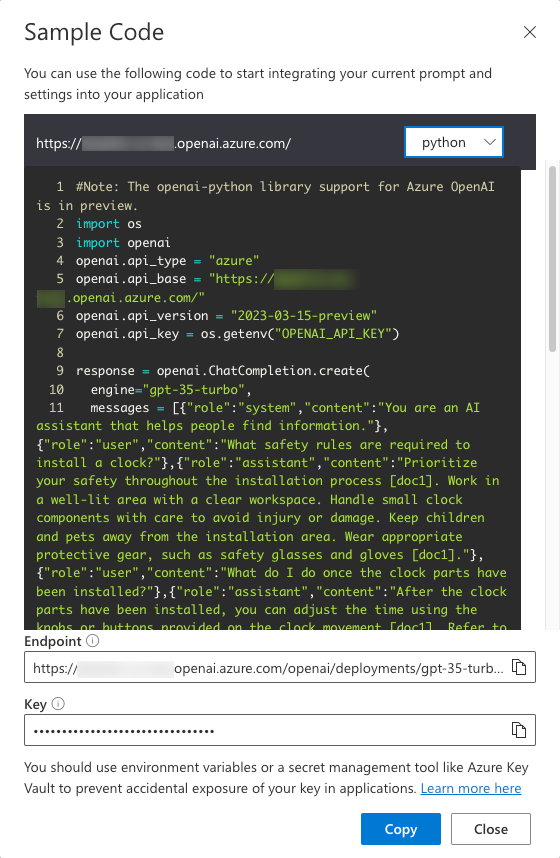 Sample Code
You can use the following code to start integrating your current prompt and
settings into your application
https://
.openai.azure.com/
python
1 #Note: The openai-python library support for Azure OpenAI
is in preview.
2 import os
3 import openai
4 openai.api_type = "azure"
5 openai.api_base = "https://
.openai.azure.com/"
6 openai.api_version = "2023-03-15-preview"
7 openai.api_key = os.getenv("OPENAI_API_KEY")
8
9 response = openai.ChatCompletion.create(
10 engine="gpt-35-turbo",
11 messages = [{"role":"system","content":"You are an AI
assistant that helps people find information."},
{"role":"user","content":"What safety rules are required to
install a clock?"},{"role":"assistant","content":"Prioritize
your safety throughout the installation process [doc1]. Work in
a well-lit area with a clear workspace. Handle small clock
components with care to avoid injury or damage. Keep children
and pets away from the installation area. Wear appropriate
protective gear, such as safety glasses and gloves [doc1]."},
{"role":"user","content":"What do I do once the clock parts have
been installed?"},{"role":"assistant","content":"After the clock
parts have been installed, you can adjust the time using the
knobs or buttons provided on the clock movement [doc1]. Refer to
Endpoint
https://
openai.azure.com/openai/deployments/gpt-35-turb...
Key
•••••••••••••••••••••••••••••••
You should use environment variables or a secret management tool like Azure Key
Vault to prevent accidental exposure of your key in applications. Learn more here
Copy
Close